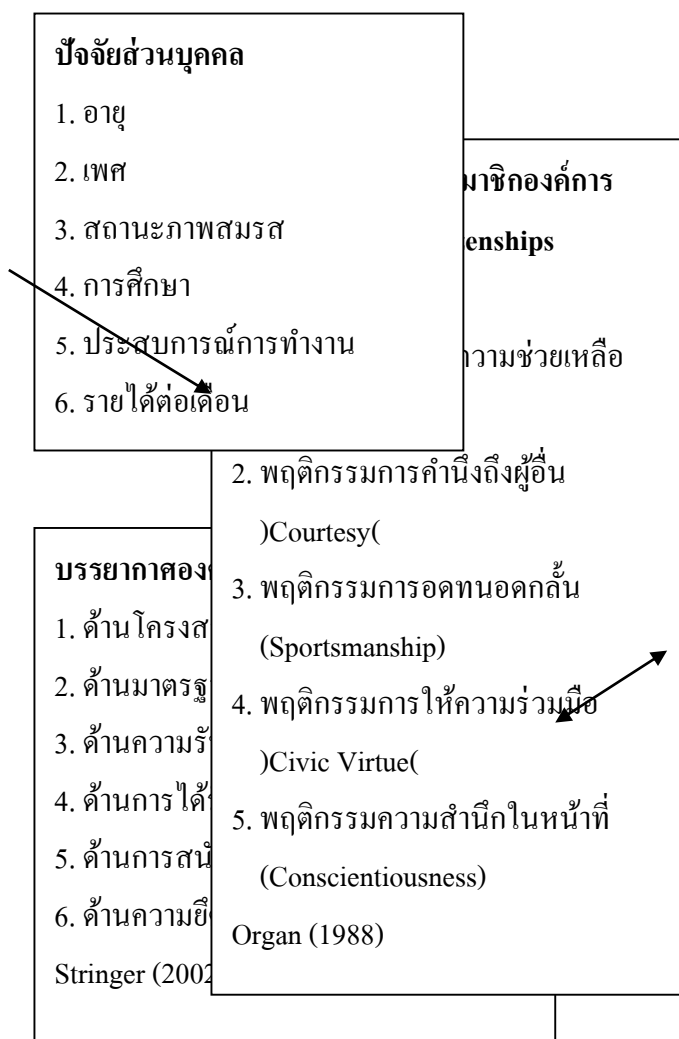 ปัจจัยส่วนบุคคล
1. อายุ
2. เพศ
3. สถานะภาพสมรส
4. การศึกษา
5. ประสบการณ์การทำงาน
6. รายได้ต่อเดือน
มาชิกองค์การ
enships
วามช่วยเหลือ
2. พฤติกรรมการคำนึงถึงผู้อื่น
)Courtesy(
3. พฤติกรรมการอดทนอดกลั้น
(Sportsmanship)
4. พฤติกรรมการให้ความร่วมมือ
)Civic Virtue(
5. พฤติกรรมความสำนึกในหน้าที่
(Conscientiousness)
Organ (1988)
บรรยากาศอง
1. ด้านโครงส
2. ด้านมาตรฐ
3. ด้านความรั
4. ด้านการได้
5. ด้านการสนั
6. ด้านความยึ
Stringer (2002